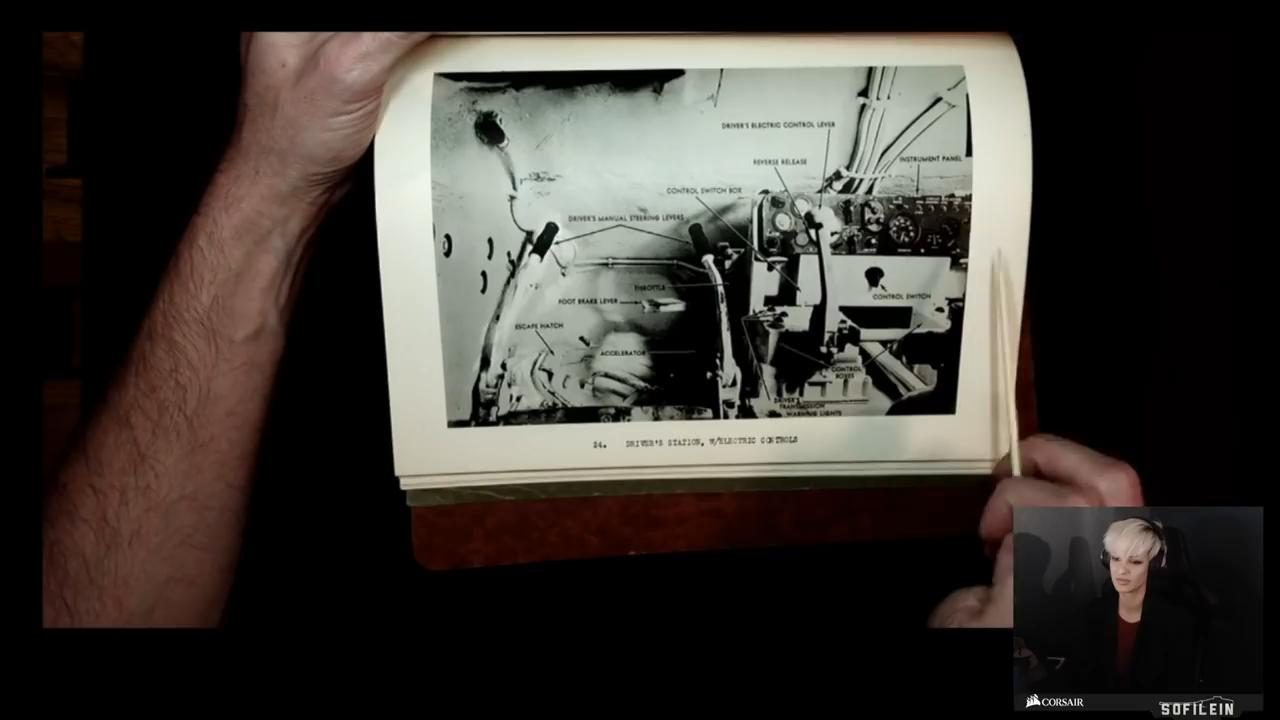 DRIVER'S ELECTRIC CONTROL LEVER
REVERSE RELEASE
INSTRUMENT PANEL
CONTROL SWITCH BOX
DRIVER'S MANUAL STEERING LEVERS
THROTTLE
CONTROL SWITCH
FOOT BRAKE LEVER
ESCAPE HATCH
ACCELERATOR
CONTROL
BOXES
DRIVER'S
TRANSMISSION
WARNING LIGHTS
24. DRIVER'S STATION, W/ELECTRIC CONTROLS
CORSAIR
SOFILEIN